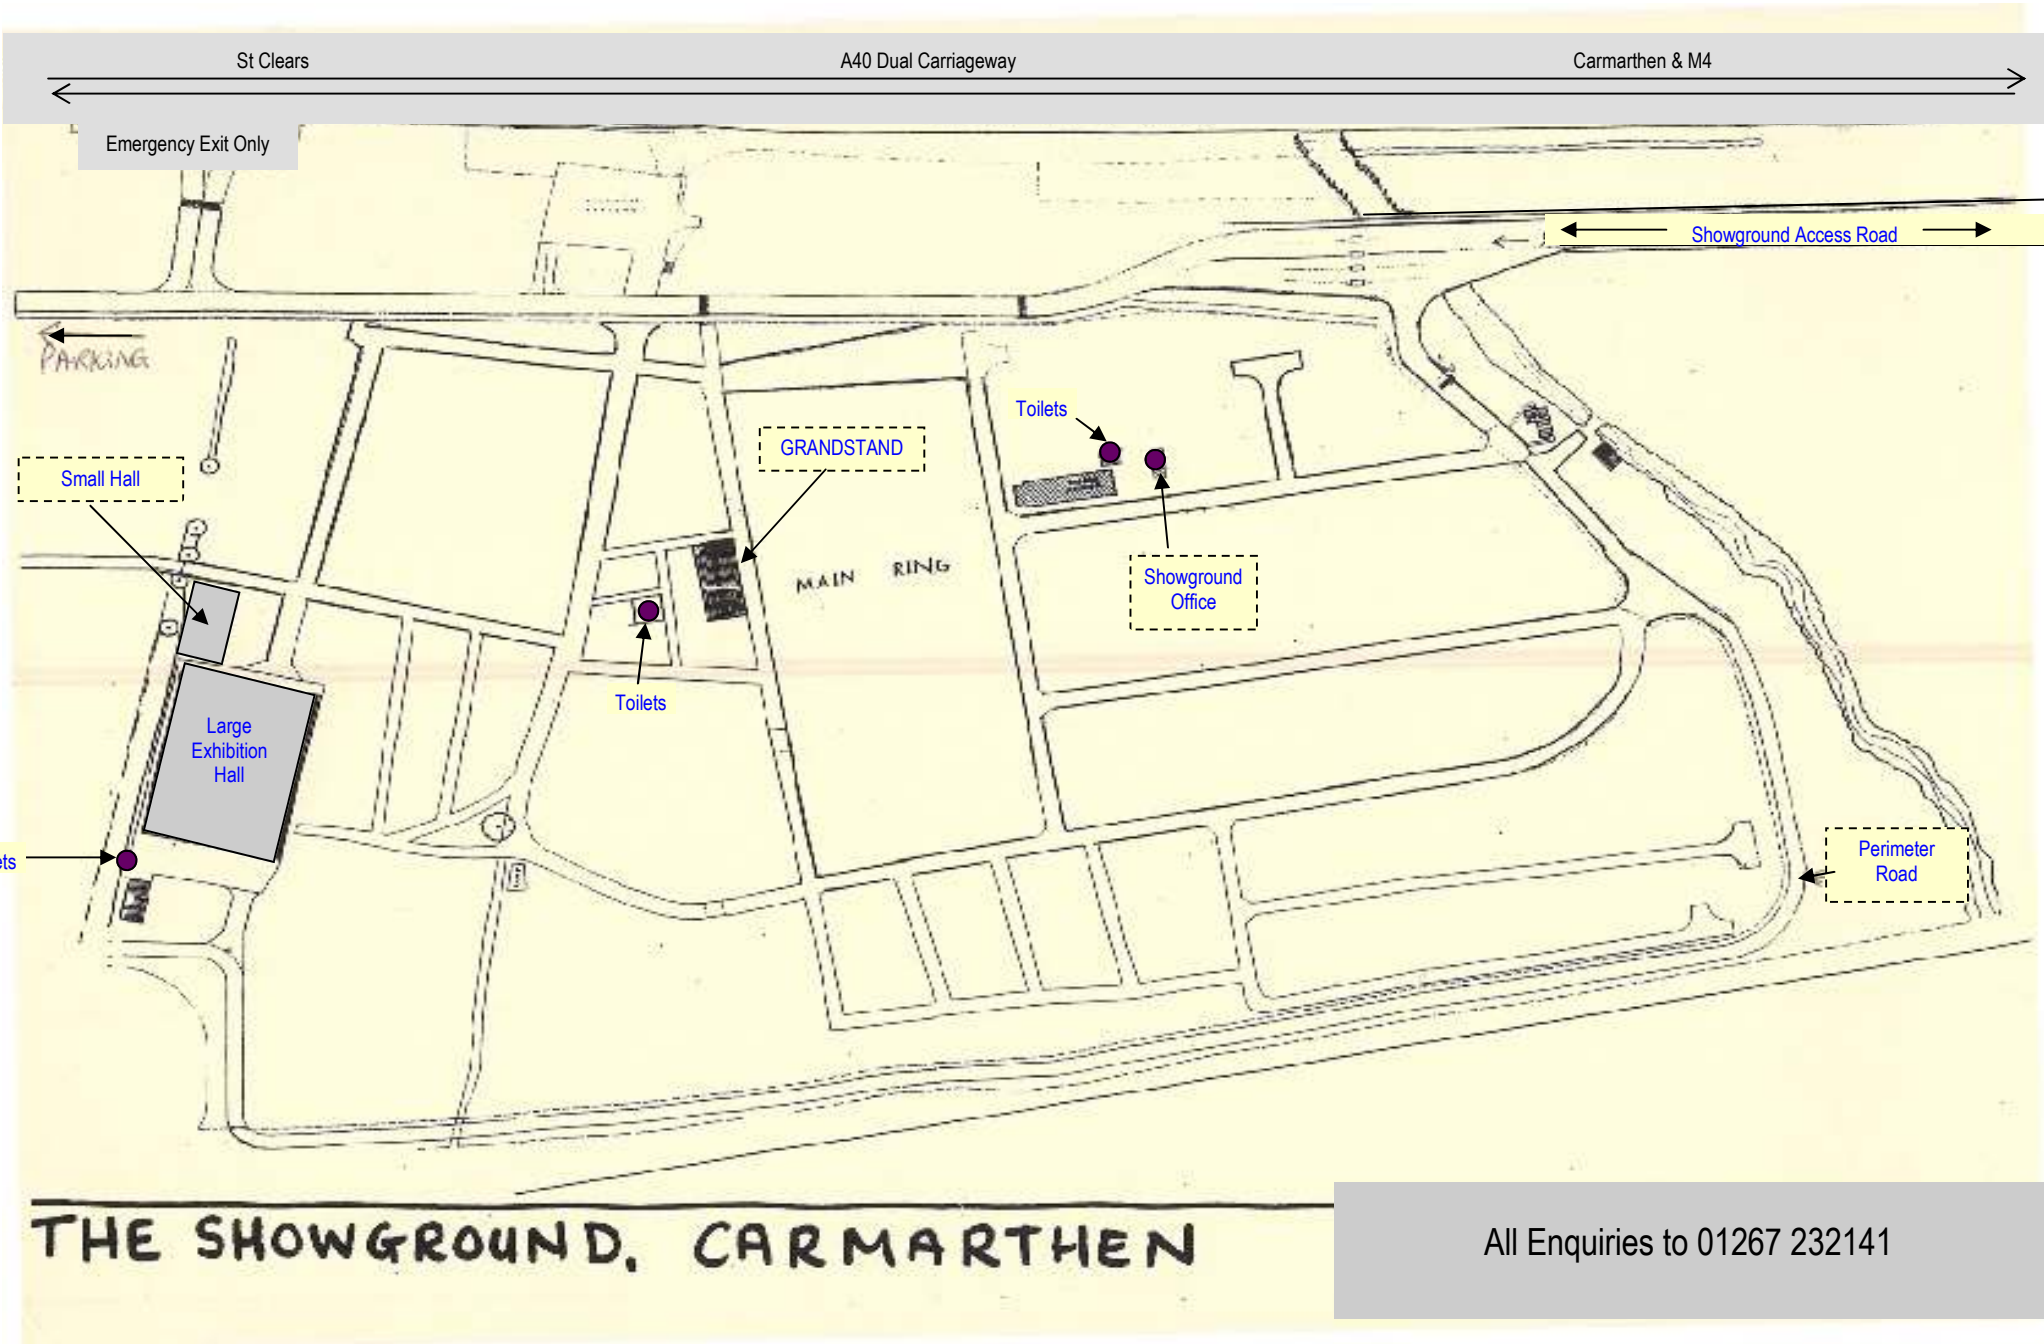 St Clears
A40 Dual Carriageway
Carmarthen & M4
Emergency Exit Only
Showground Access Road
PARKING
Toilets
GRANDSTAND
Small Hall
MAIN RING
Showground
Office
Toilets
Large
Exhibition
Hall
ets
Perimeter
Road
THE SHOWGROUND. CARMARTHEN
All Enquiries to 01267 232141